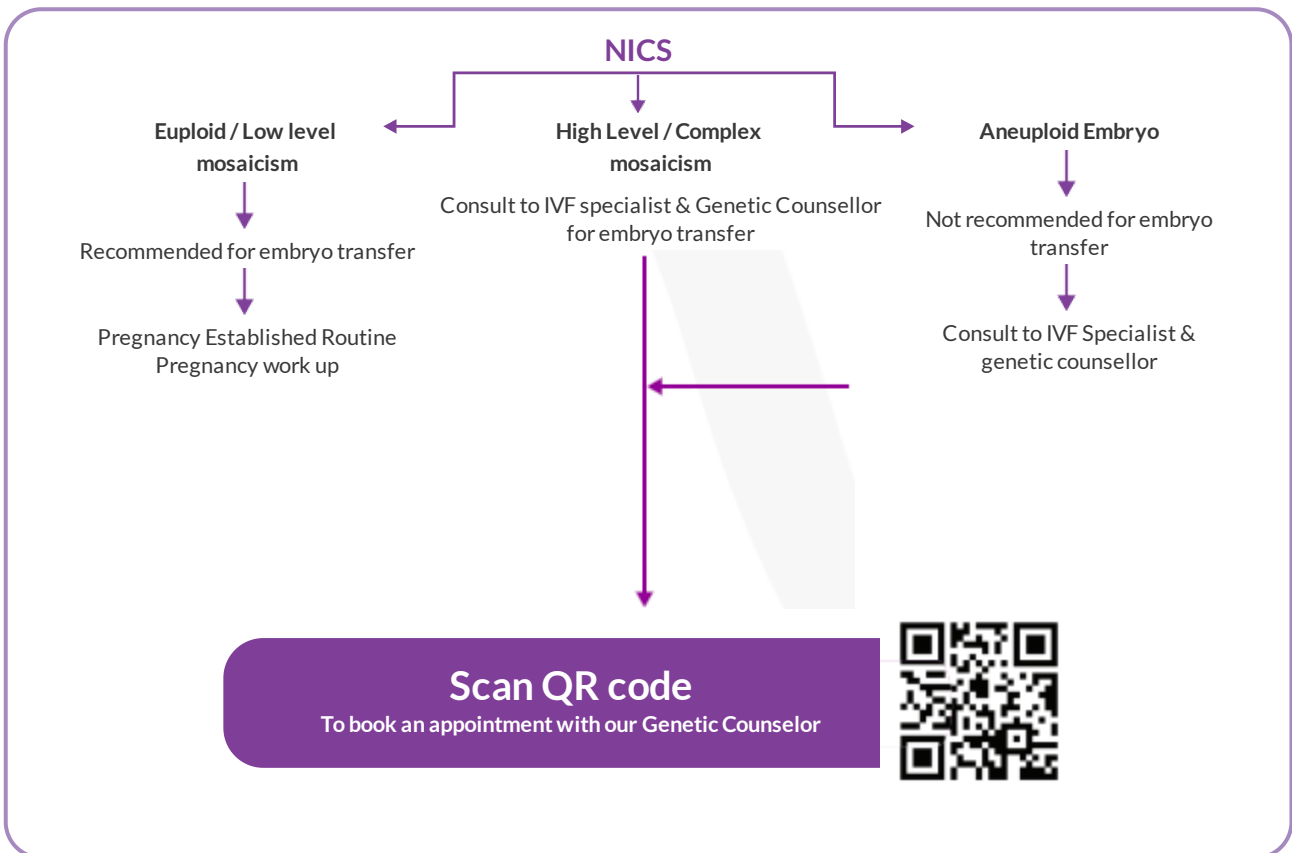 NICS
Euploid / Low level
mosaicism
Recommended for embryo transfer
Pregnancy Established Routine
Pregnancy work up
High Level / Complex
mosaicism
Consult to IVF specialist & Genetic Counsellor
for embryo transfer
Aneuploid Embryo
Not recommended for embryo
transfer
Consult to IVF Specialist &
genetic counsellor
Scan QR code
To book an appointment with our Genetic Counselor